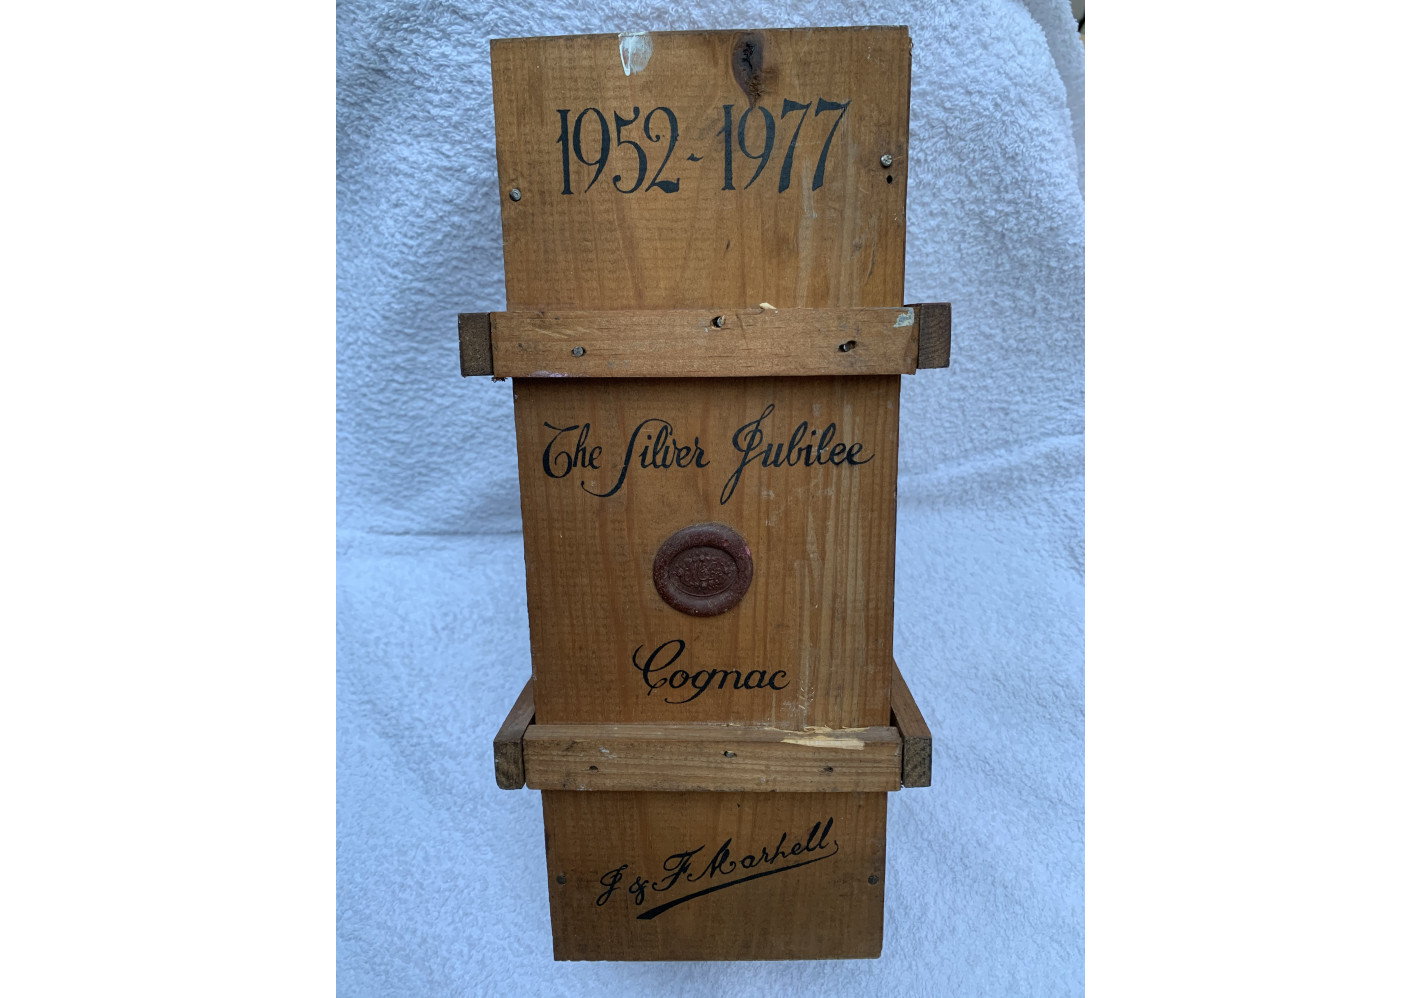 1952-1977
The Silver Jubilee
Cognac
J & F Martell